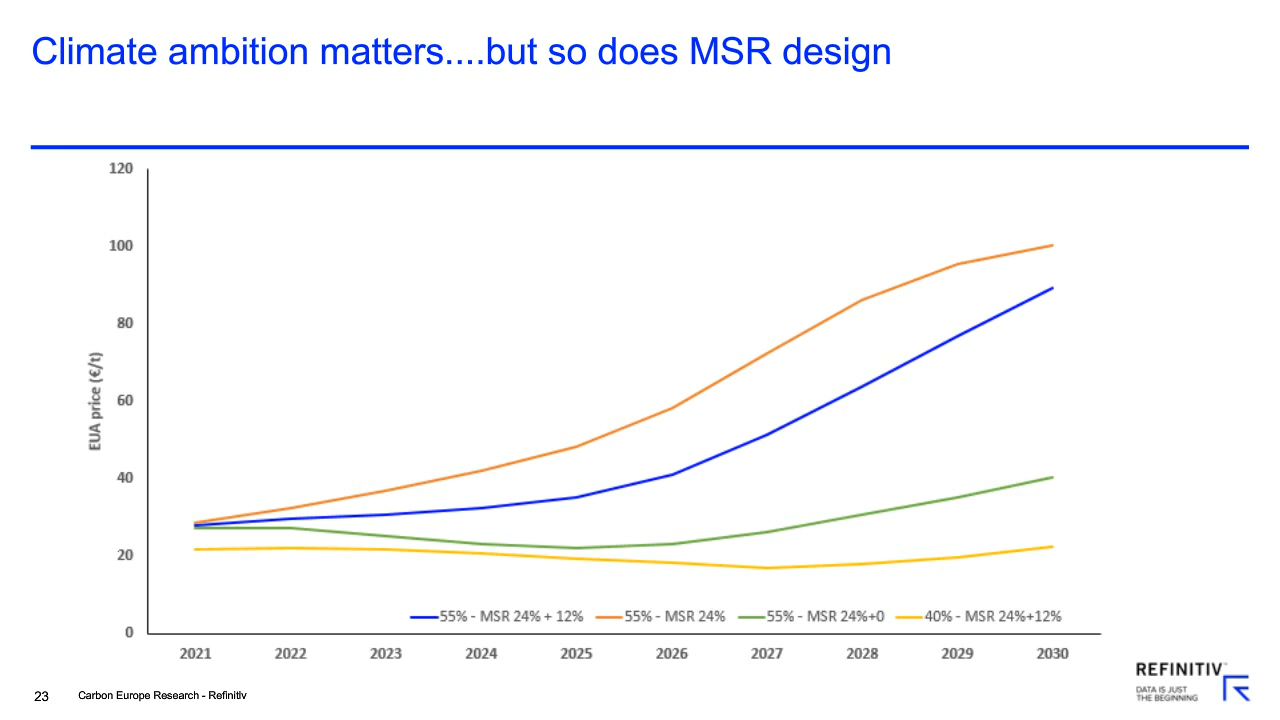 Climate ambition matters....but so does MSR design
120
100
80
60
40
20
0
EUA price (€/t)
55% - MSR 24% + 12% 55% - MSR 24% 55% - MSR 24%+0 40% - MSR 24%+12%
2021 2022 2023 2024 2025 2026 2027 2028 2029 2030
23 Carbon Europe Research - Refinitiv
REFINITIV™
DATA IS JUST
THE BEGINNING